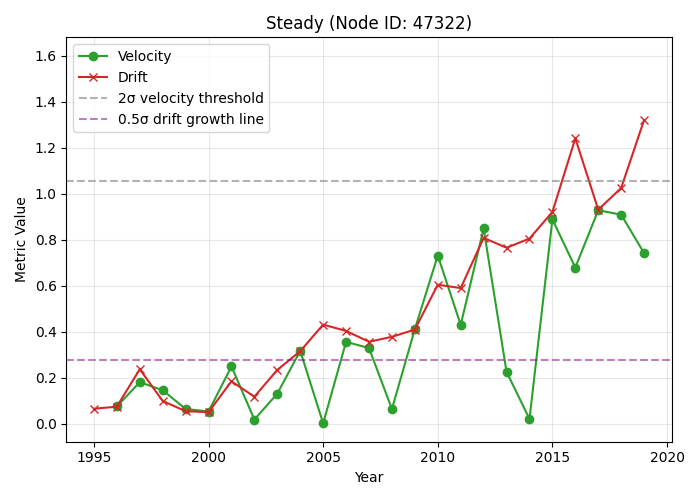 Steady (Node ID: 47322)
Velocity
Drift
2σ velocity threshold
0.5σ drift growth line
Metric Value
1.6
1.4
1.2
1.0
0.8
0.6
0.4
0.2
0.0
1995 2000 2005 2010 2015 2020
Year